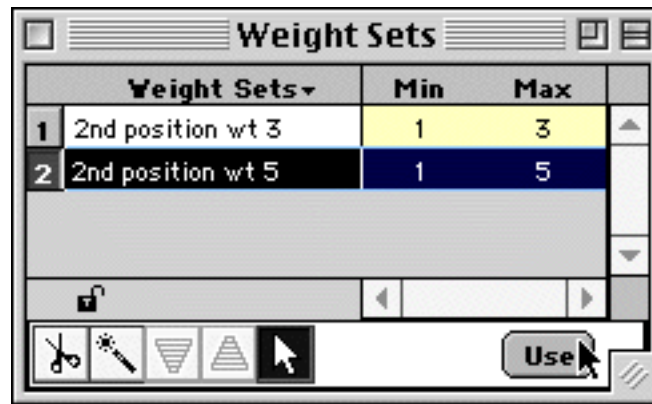 Weight Sets
Weight Sets Min Max
1 2nd position wt 3 1 3
2 2nd position wt 5 1 5
Use